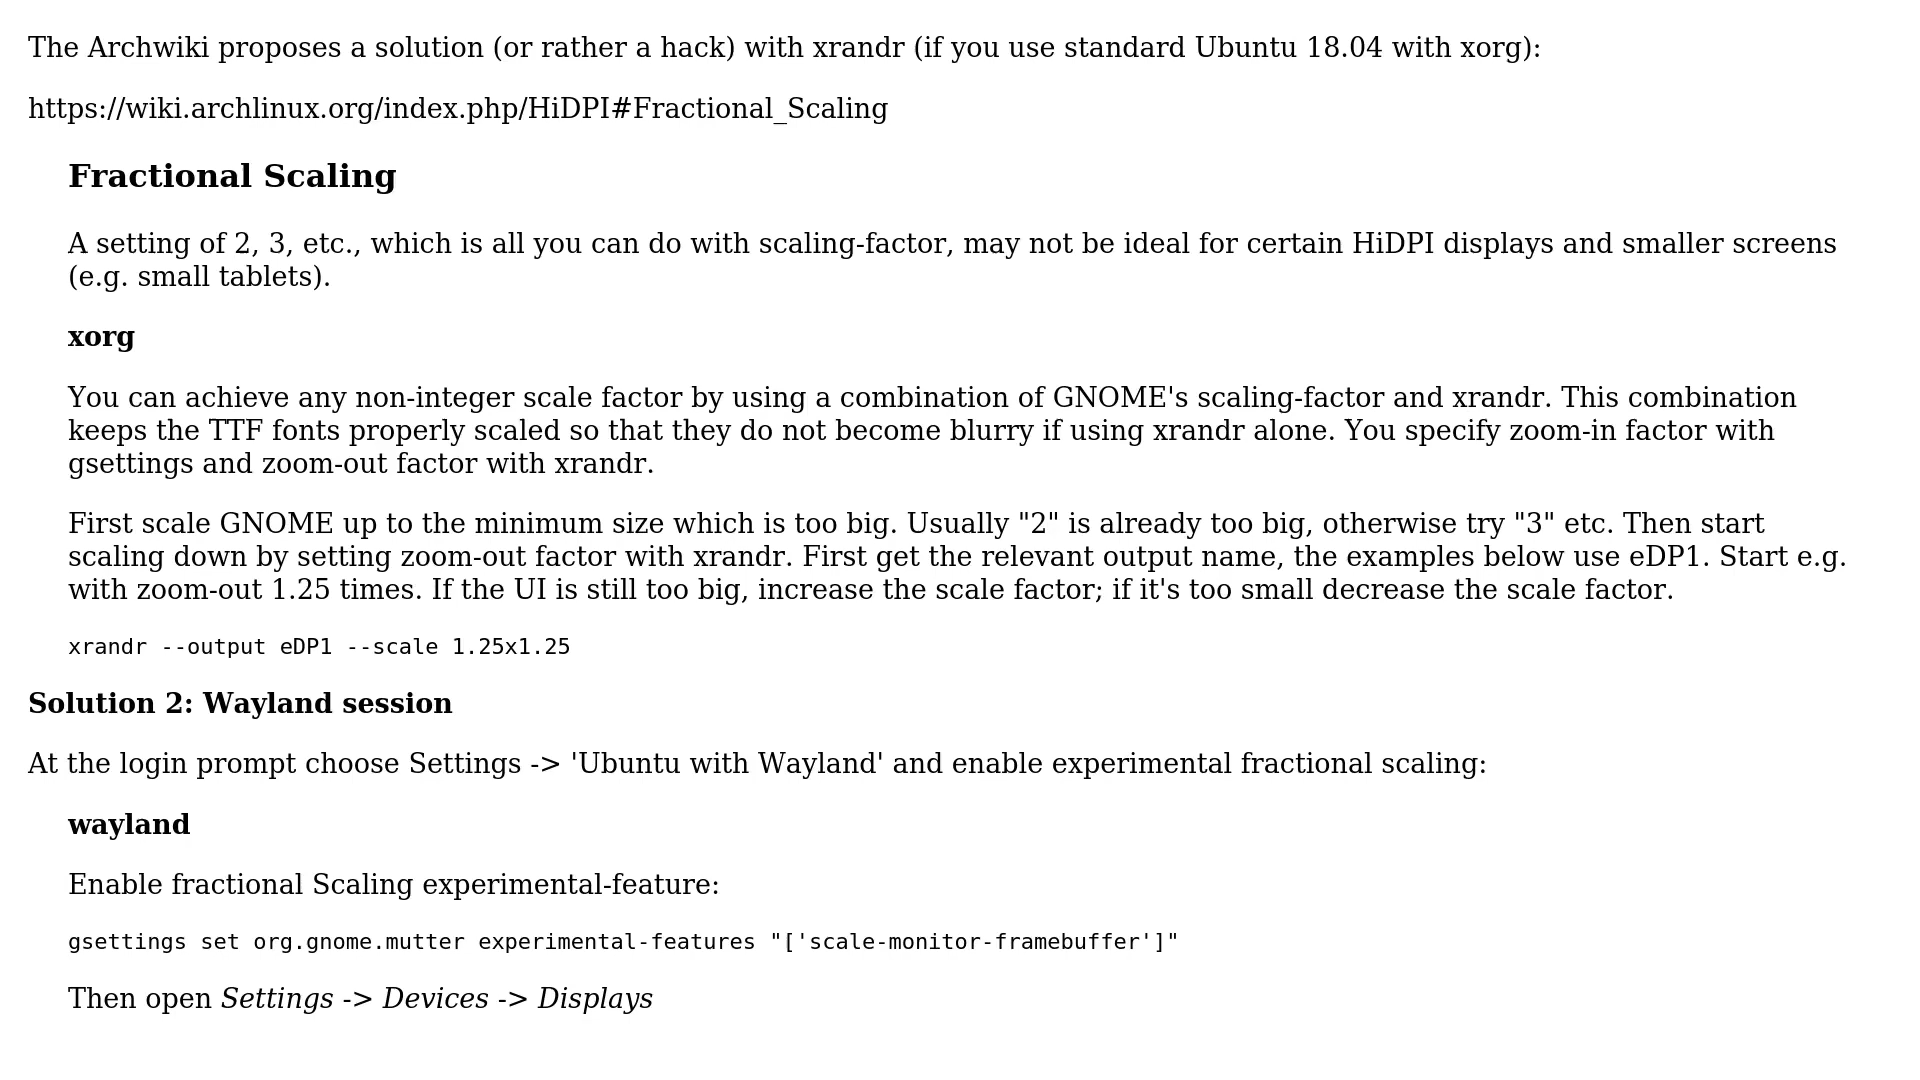 The Archwiki proposes a solution (or rather a hack) with xrandr (if you use standard Ubuntu 18.04 with xorg):
https://wiki.archlinux.org/index.php/HiDPI#Fractional_Scaling
Fractional Scaling
A setting of 2, 3, etc., which is all you can do with scaling-factor, may not be ideal for certain HiDPI displays and smaller screens
(e.g. small tablets).
xorg
You can achieve any non-integer scale factor by using a combination of GNOME's scaling-factor and xrandr. This combination
keeps the TTF fonts properly scaled so that they do not become blurry if using xrandr alone. You specify zoom-in factor with
gsettings and zoom-out factor with xrandr.
First scale GNOME up to the minimum size which is too big. Usually "2" is already too big, otherwise try "3" etc. Then start
scaling down by setting zoom-out factor with xrandr. First get the relevant output name, the examples below use eDP1. Start e.g.
with zoom-out 1.25 times. If the UI is still too big, increase the scale factor; if it's too small decrease the scale factor.
xrandr --output eDP1 --scale 1.25x1.25
Solution 2: Wayland session
At the login prompt choose Settings -> 'Ubuntu with Wayland' and enable experimental fractional scaling:
wayland
Enable fractional Scaling experimental-feature:
gsettings set org.gnome.mutter experimental-features "['scale-monitor-framebuffer']"
Then open Settings -> Devices -> Displays